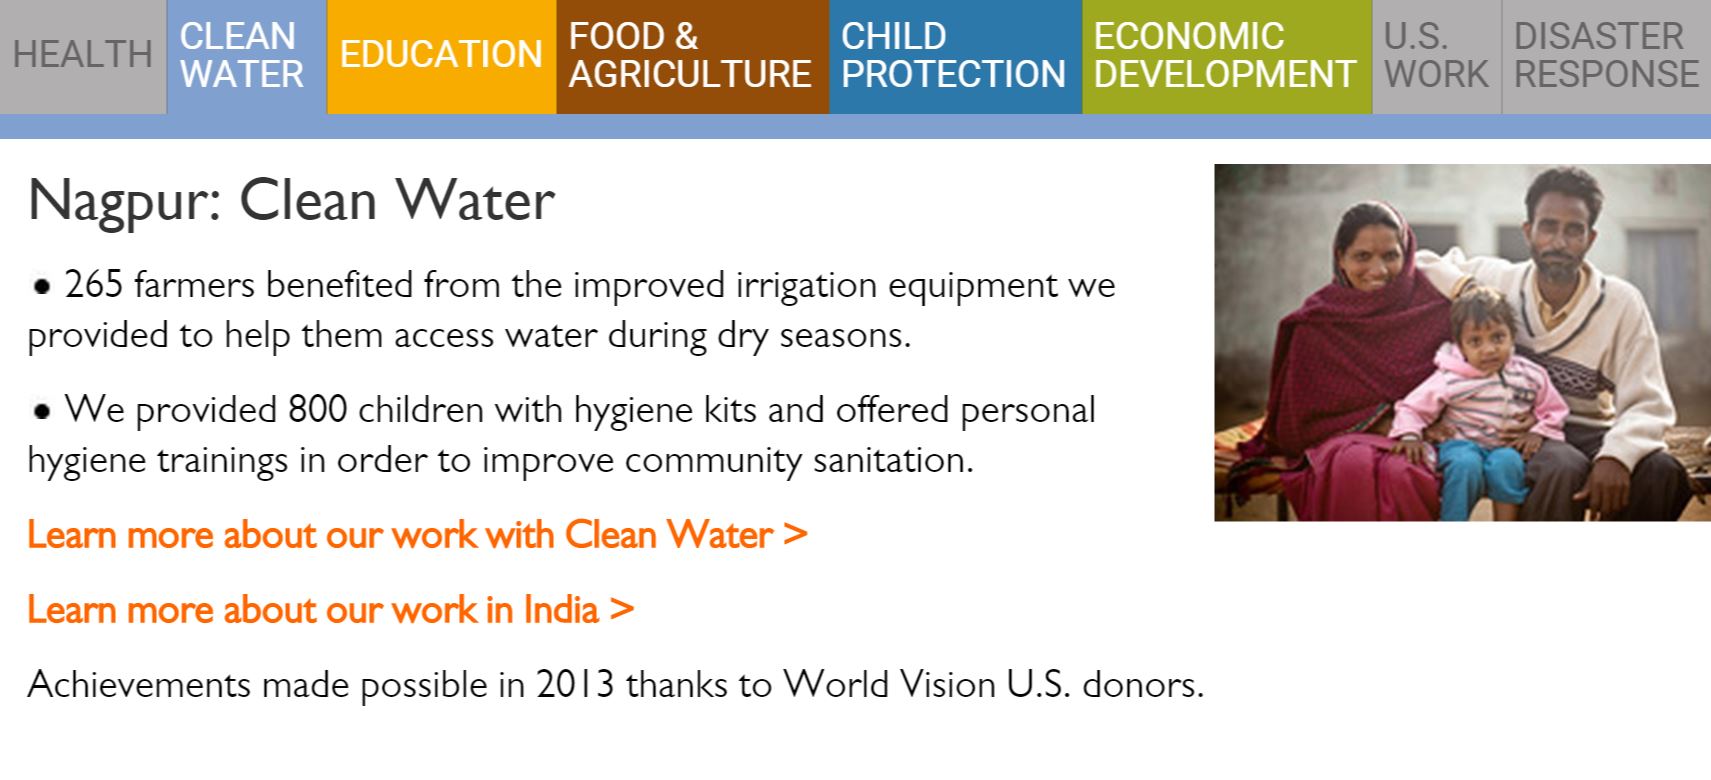 HEALTH
CLEAN
WATER
EDUCATION
FOOD &
AGRICULTURE
CHILD
PROTECTION
ECONOMIC
DEVELOPMENT
U.S.
WORK
DISASTER
RESPONSE
Nagpur: Clean Water
• 265 farmers benefited from the improved irrigation equipment we
provided to help them access water during dry seasons.
• We provided 800 children with hygiene kits and offered personal
hygiene trainings in order to improve community sanitation.
Learn more about our work with Clean Water >
Learn more about our work in India >
Achievements made possible in 2013 thanks to World Vision U.S. donors.